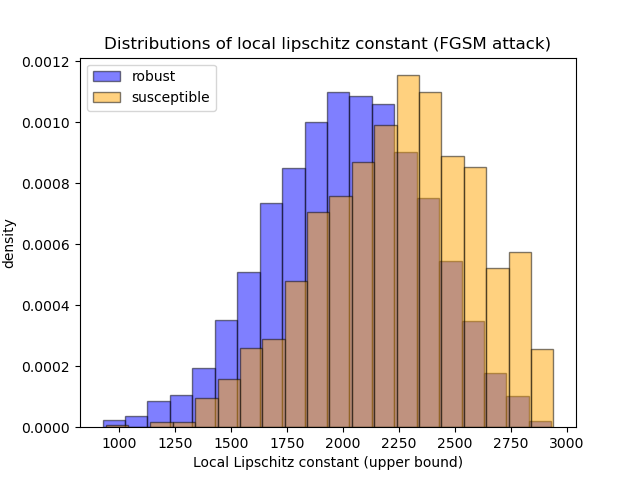 Distributions of local lipschitz constant (FGSM attack)
robust
susceptible
0.0012
0.0010
0.0008
0.0006
0.0004
0.0002
0.0000
density
1000 1250 1500 1750 2000 2250 2500 2750 3000
Local Lipschitz constant (upper bound)